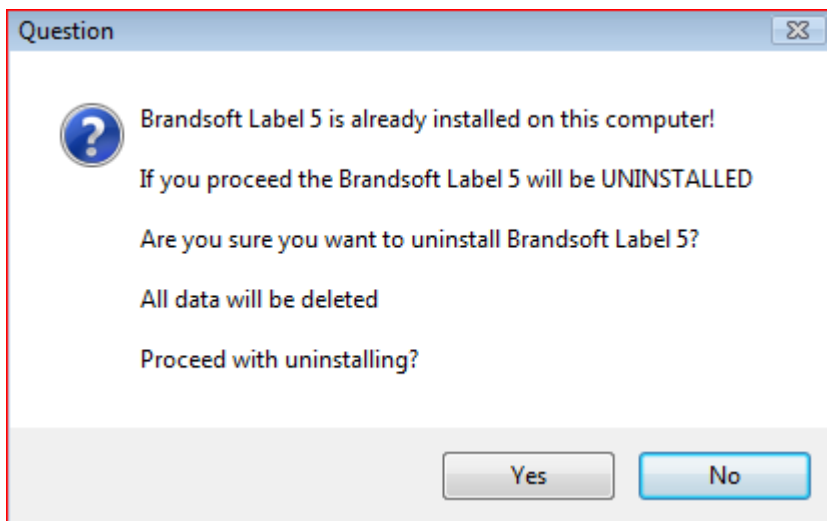 Question
Brandsoft Label 5 is already installed on this computer!
If you proceed the Brandsoft Label 5 will be UNINSTALLED
Are you sure you want to uninstall Brandsoft Label 5?
All data will be deleted
Proceed with uninstalling?
Yes No